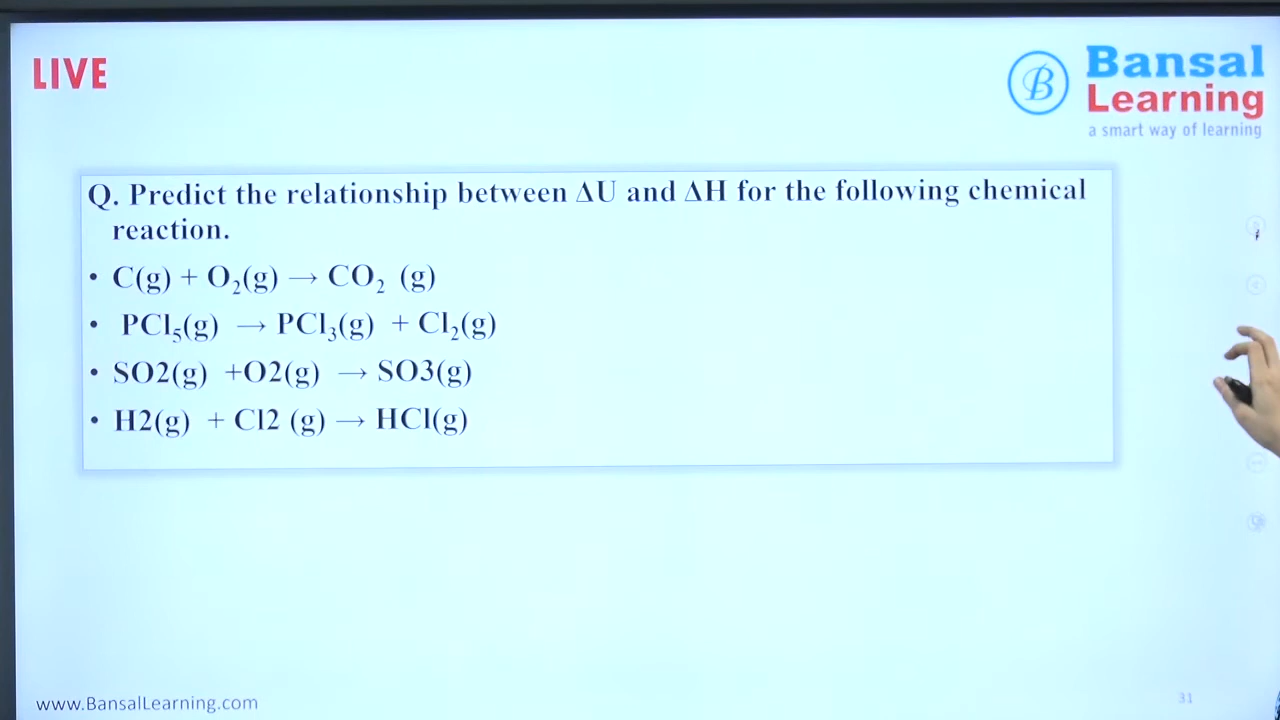 LIVE
B
Bansal
Learning
a smart way of learning
Q. Predict the relationship between ΔU and ΔH for the following chemical
reaction.
• C(g) + O₂(g) → CO₂ (g)
• PCl₅(g) → PCl₃(g) + Cl₂(g)
• SO2(g) +O2(g) → SO3(g)
• H2(g) + Cl2 (g) → HCl(g)
www.BansalLearning.com
31